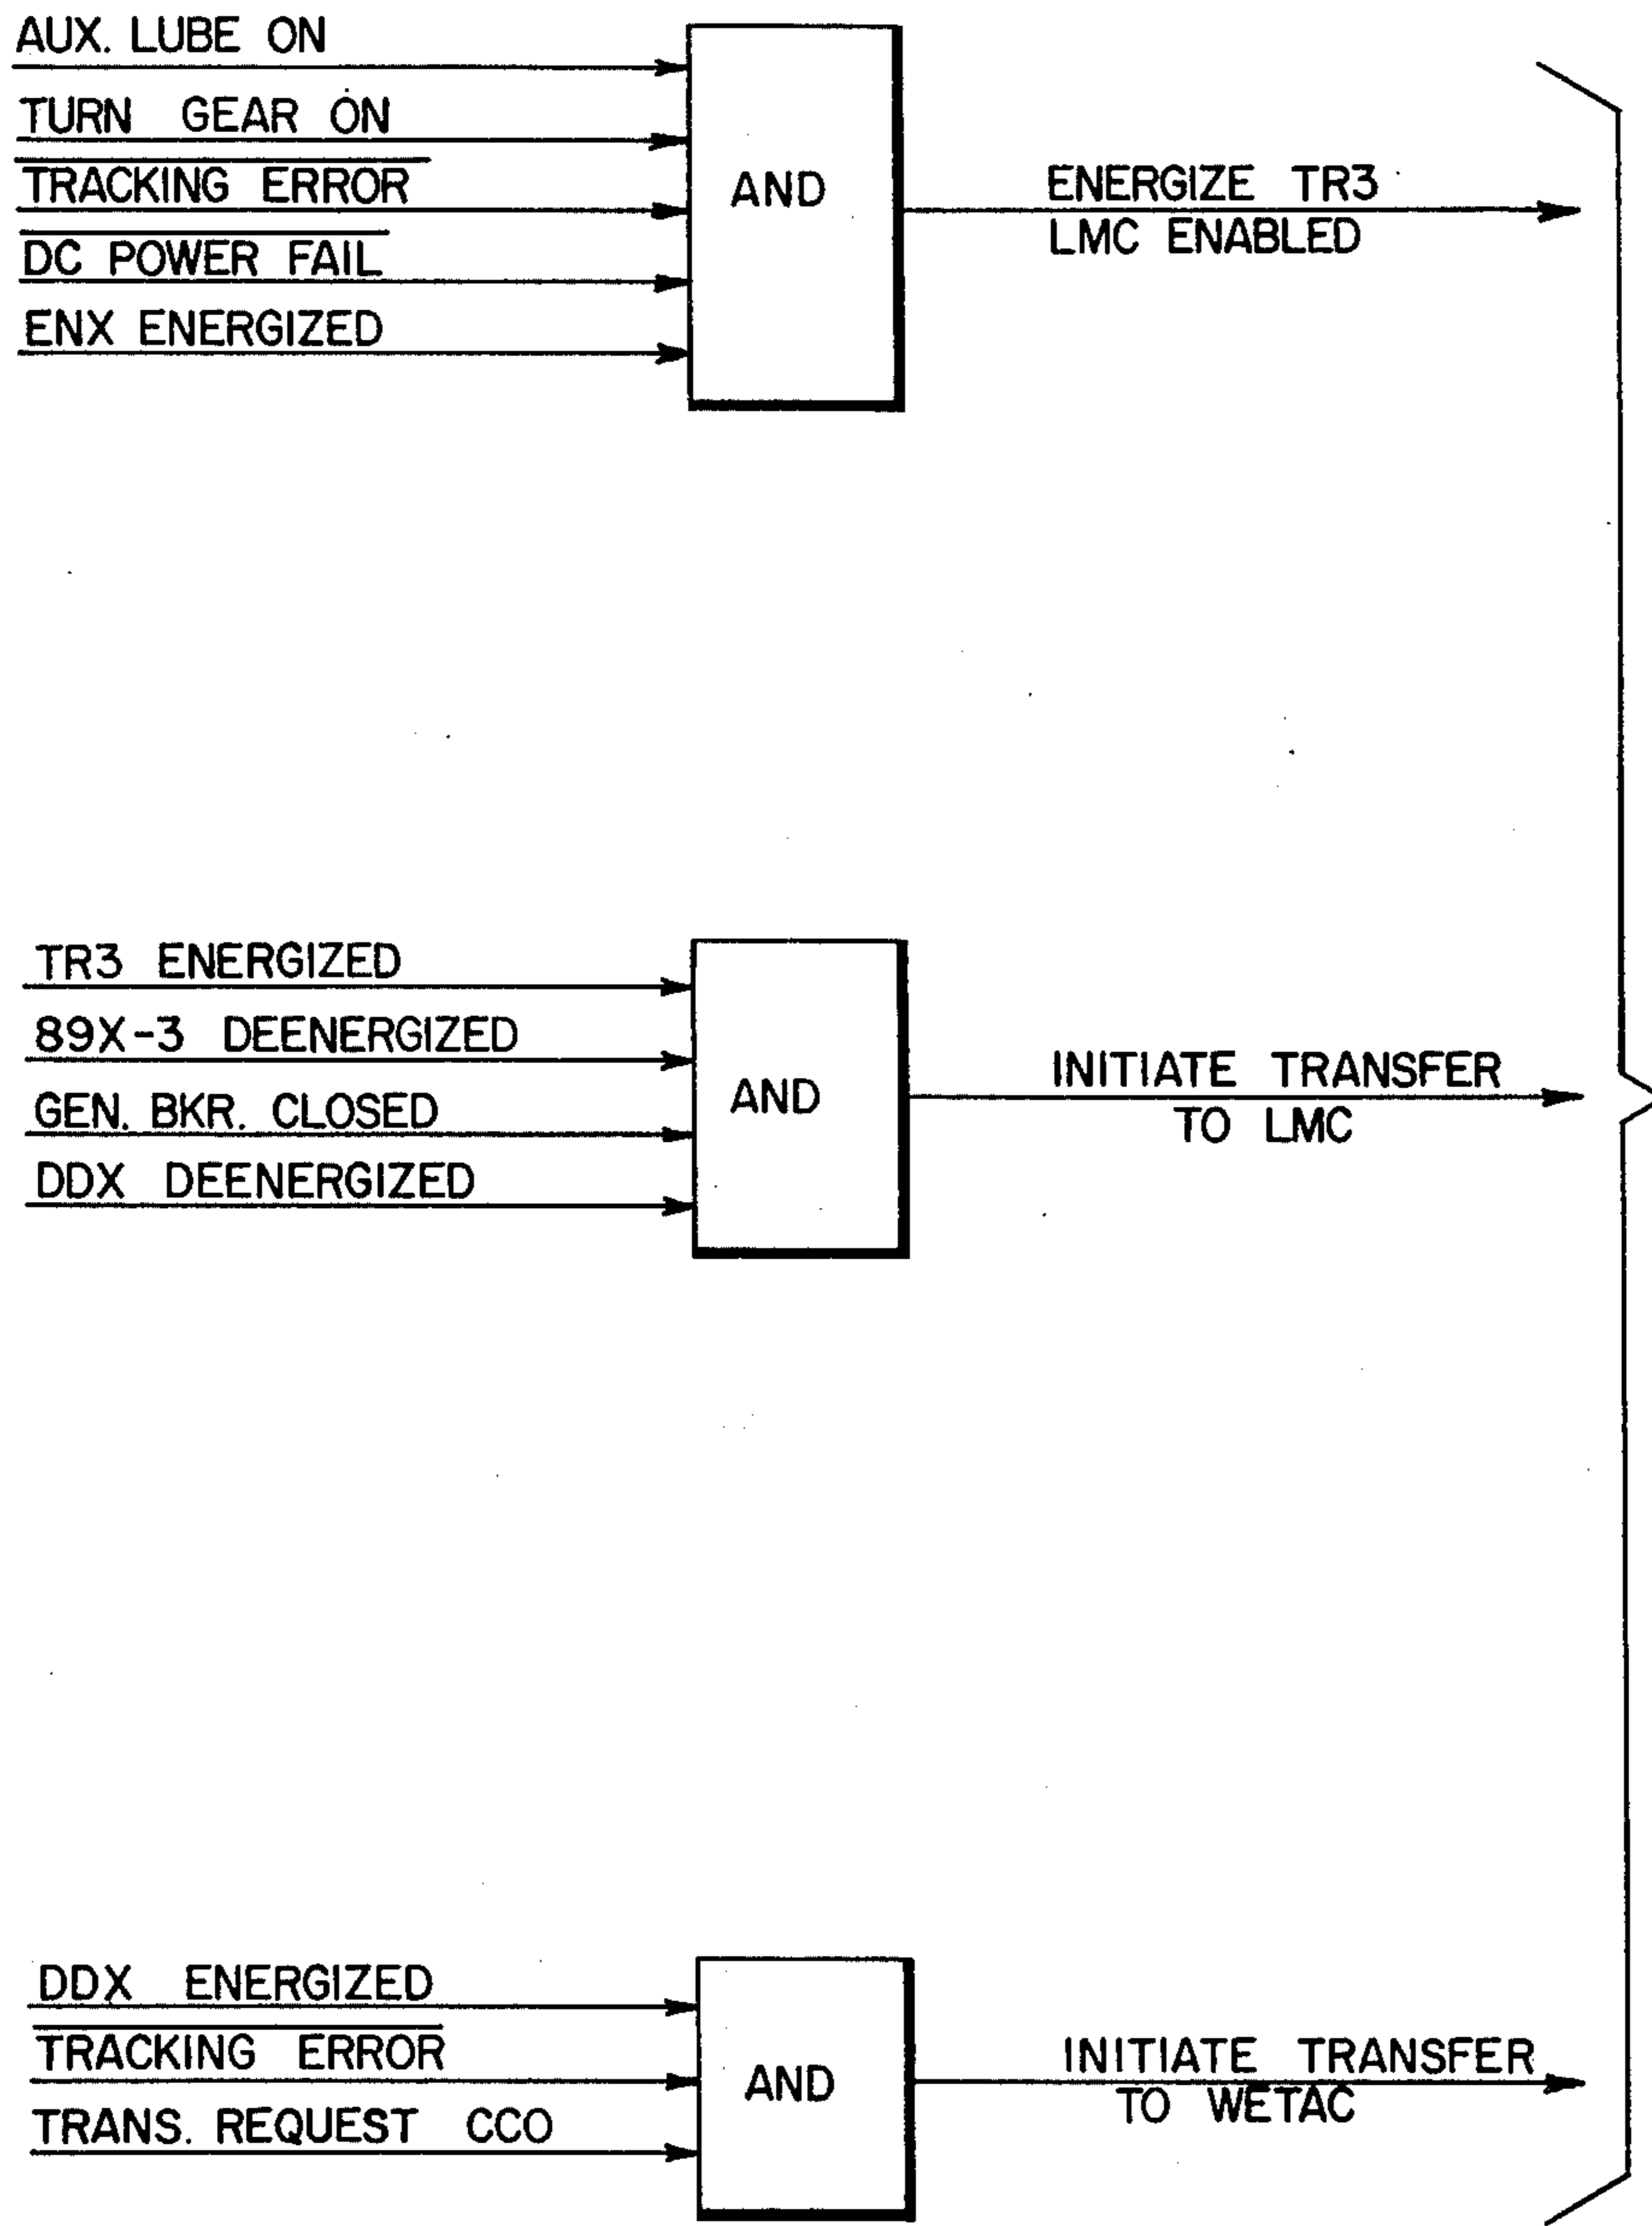 AUX. LUBE ON
TURN GEAR ON
TRACKING ERROR
DC POWER FAIL
ENX ENERGIZED
AND
ENERGIZE TR3
LMC ENABLED
TR3 ENERGIZED
89X-3 DEENERGIZED
GEN. BKR. CLOSED
DDX DEENERGIZED
AND
INITIATE TRANSFER
TO LMC
DDX ENERGIZED
TRACKING ERROR
TRANS. REQUEST CCO
AND
INITIATE TRANSFER
TO WETAC